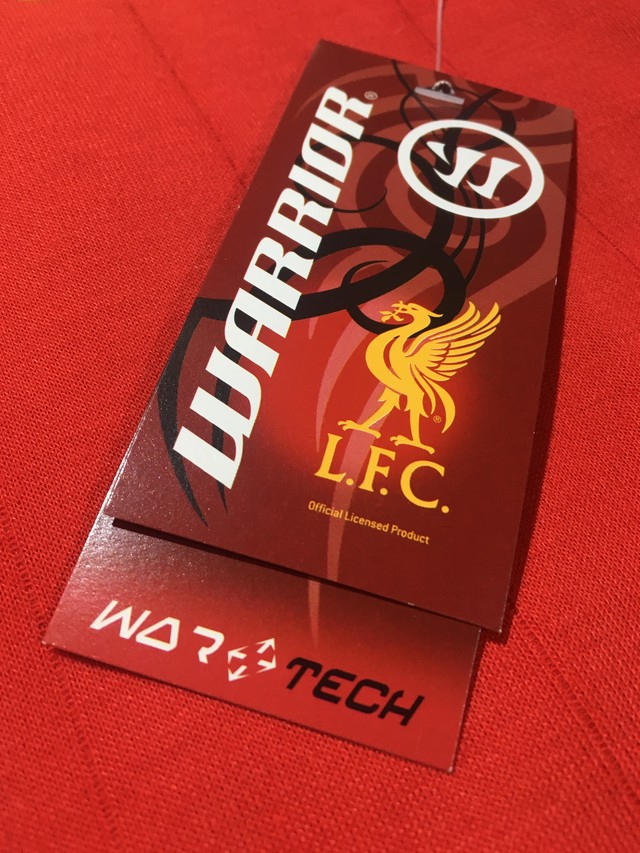 WARRIOR®
L.F.C.®
Official Licensed Product
WAR TECH